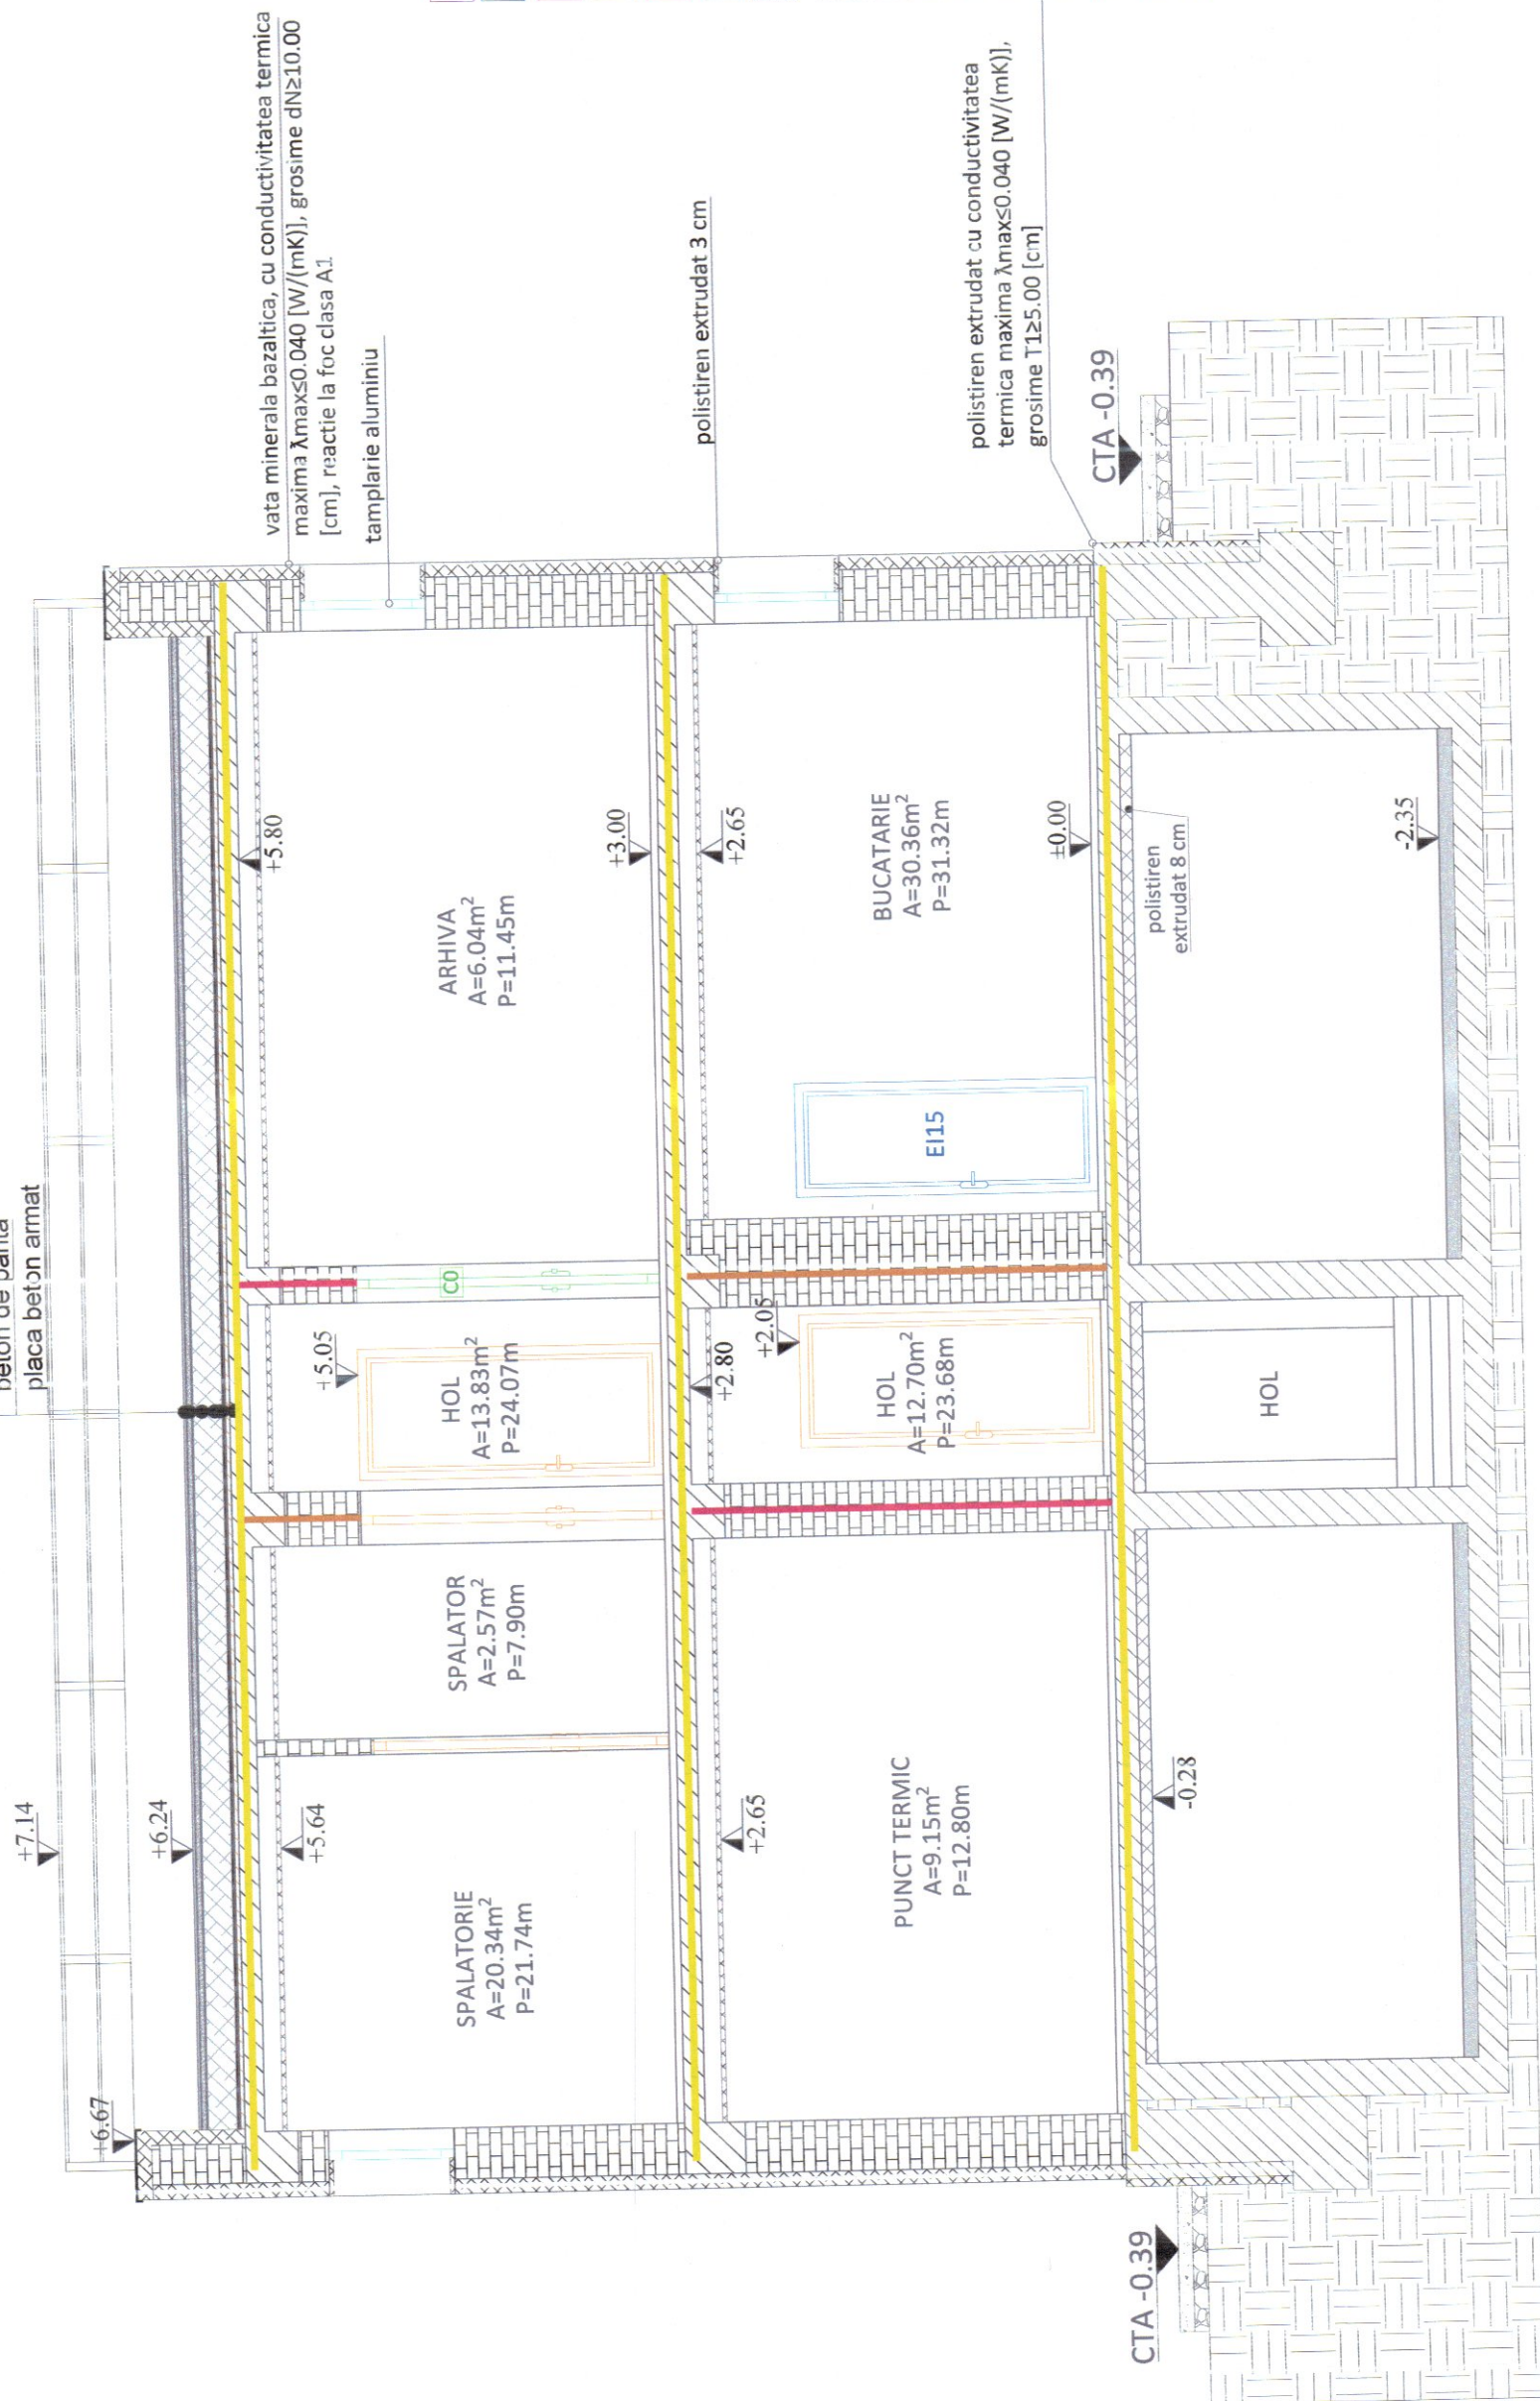 beton de panta
placa beton armat
vata minerala bazaltica, cu conductivitatea termica
maxima λmax≤0.040 [W/(mK)], grosime dN≥10.00
[cm], reactie la foc clasa A1
tamplarie aluminiu
polistiren extrudat 3 cm
polistiren extrudat cu conductivitatea
termica maxima λmax≤0.040 [W/(mK)],
grosime T1≥5.00 [cm]
CTA -0.39
+7.14
+6.67
+6.24
+5.64
+5.05
+5.80
SPALATORIE
A=20.34m²
P=21.74m
SPALATOR
A=2.57m²
P=7.90m
HOL
A=13.83m²
P=24.07m
C0
ARHIVA
A=6.04m²
P=11.45m
+3.00
+2.65
+2.80
+2.05
+2.65
PUNCT TERMIC
A=9.15m²
P=12.80m
HOL
A=12.70m²
P=23.68m
EI15
BUCATARIE
A=30.36m²
P=31.32m
±0.00
CTA -0.39
-0.28
HOL
polistiren
extrudat 8 cm
-2.35